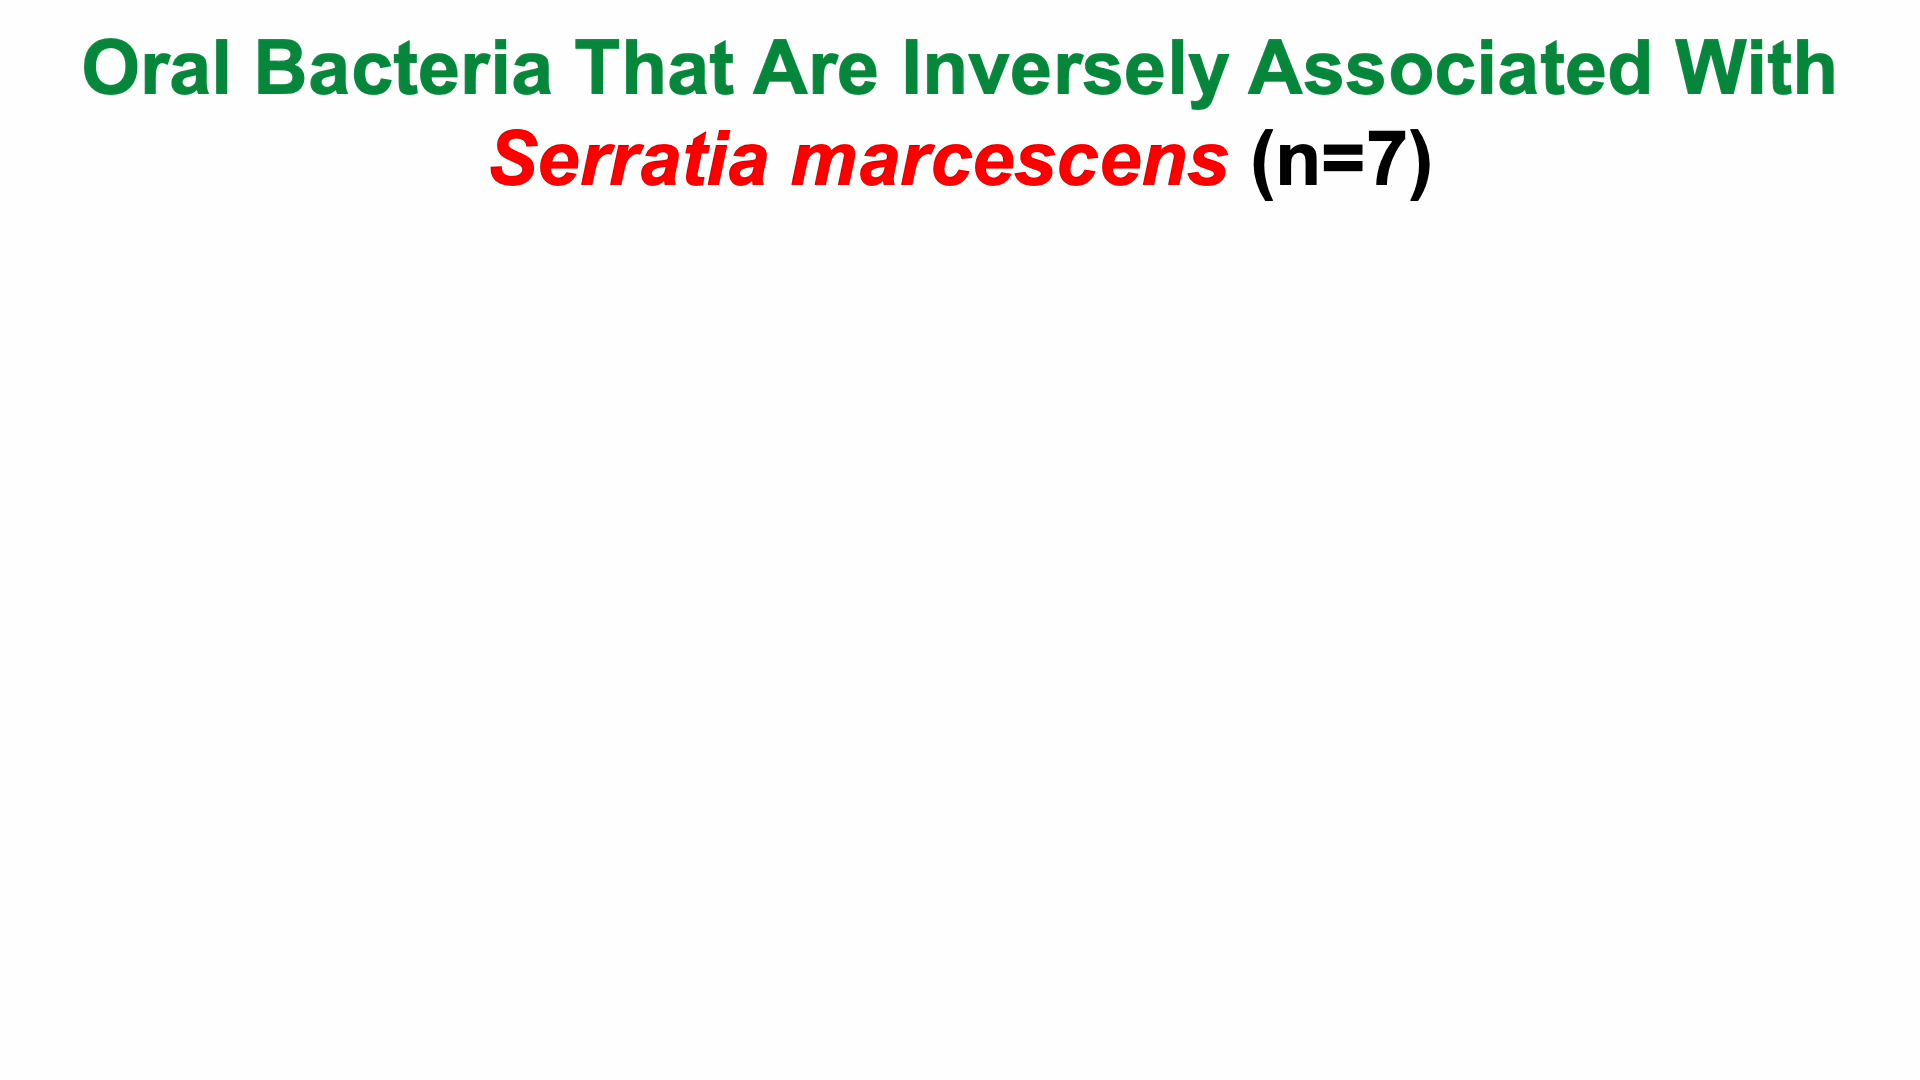 Oral Bacteria That Are Inversely Associated With
Serratia marcescens (n=7)